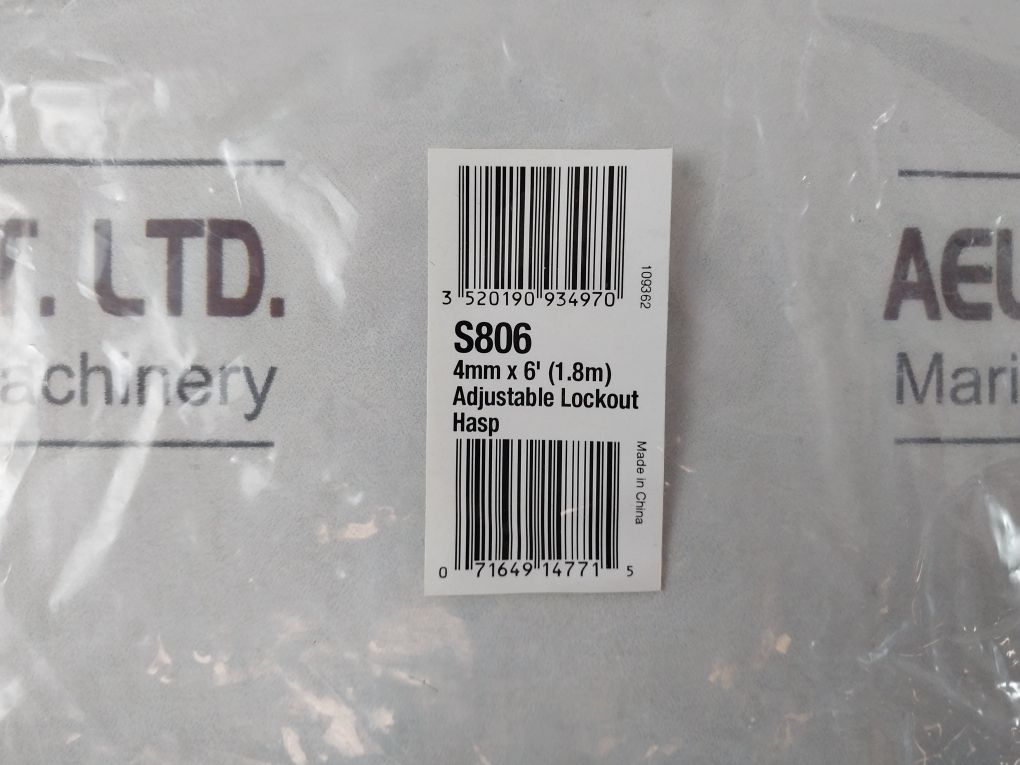 T. LTD.
achinery
AEU
Mari
3 520190 934970
109362
S806
4mm x 6' (1.8m)
Adjustable Lockout
Hasp
Made in China
0 71649 14771 5